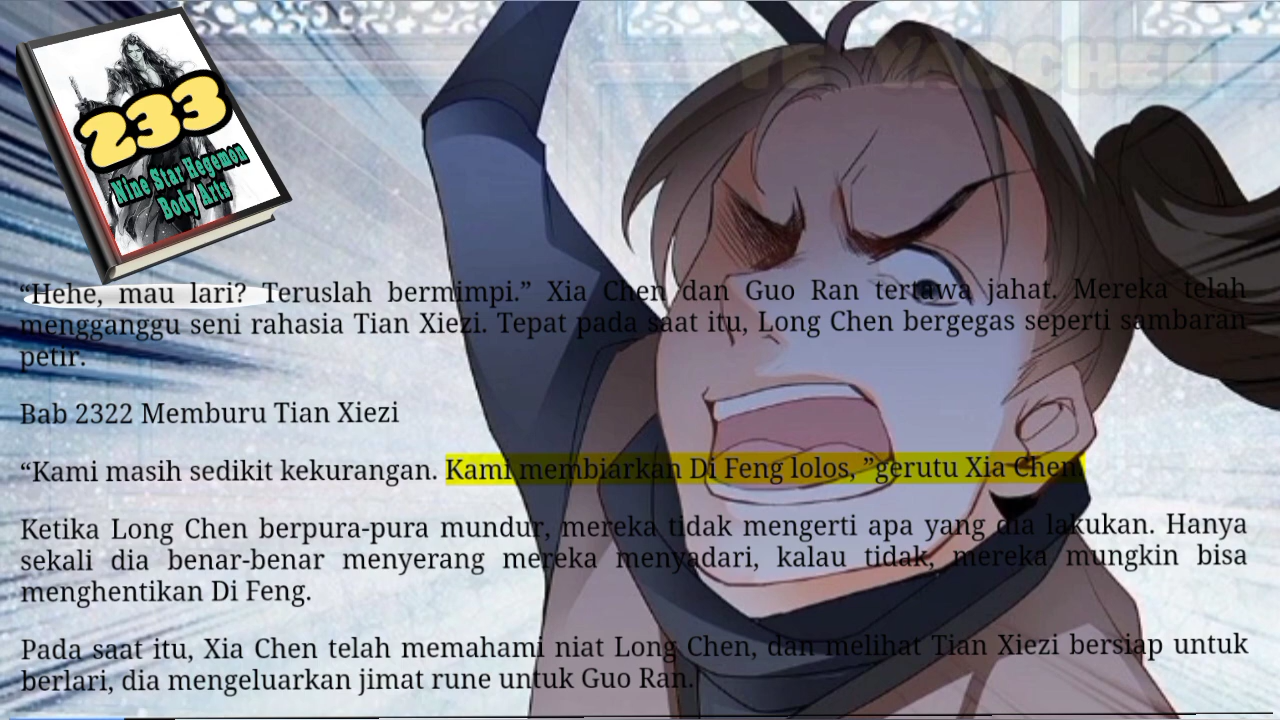 233
Nine Star Hegemon
Body Arts
YE YAOCHEN
“Hehe, mau lari? Teruslah bermimpi.” Xia Chen dan Guo Ran tertawa jahat. Mereka telah
mengganggu seni rahasia Tian Xiezi. Tepat pada saat itu, Long Chen bergegas seperti sambaran
petir.
Bab 2322 Memburu Tian Xiezi
“Kami masih sedikit kekurangan. Kami membiarkan Di Feng lolos, ”gerutu Xia Chen.
Ketika Long Chen berpura-pura mundur, mereka tidak mengerti apa yang dia lakukan. Hanya
sekali dia benar-benar menyerang mereka menyadari, kalau tidak, mereka mungkin bisa
menghentikan Di Feng.
Pada saat itu, Xia Chen telah memahami niat Long Chen, dan melihat Tian Xiezi bersiap untuk
berlari, dia mengeluarkan jimat rune untuk Guo Ran.